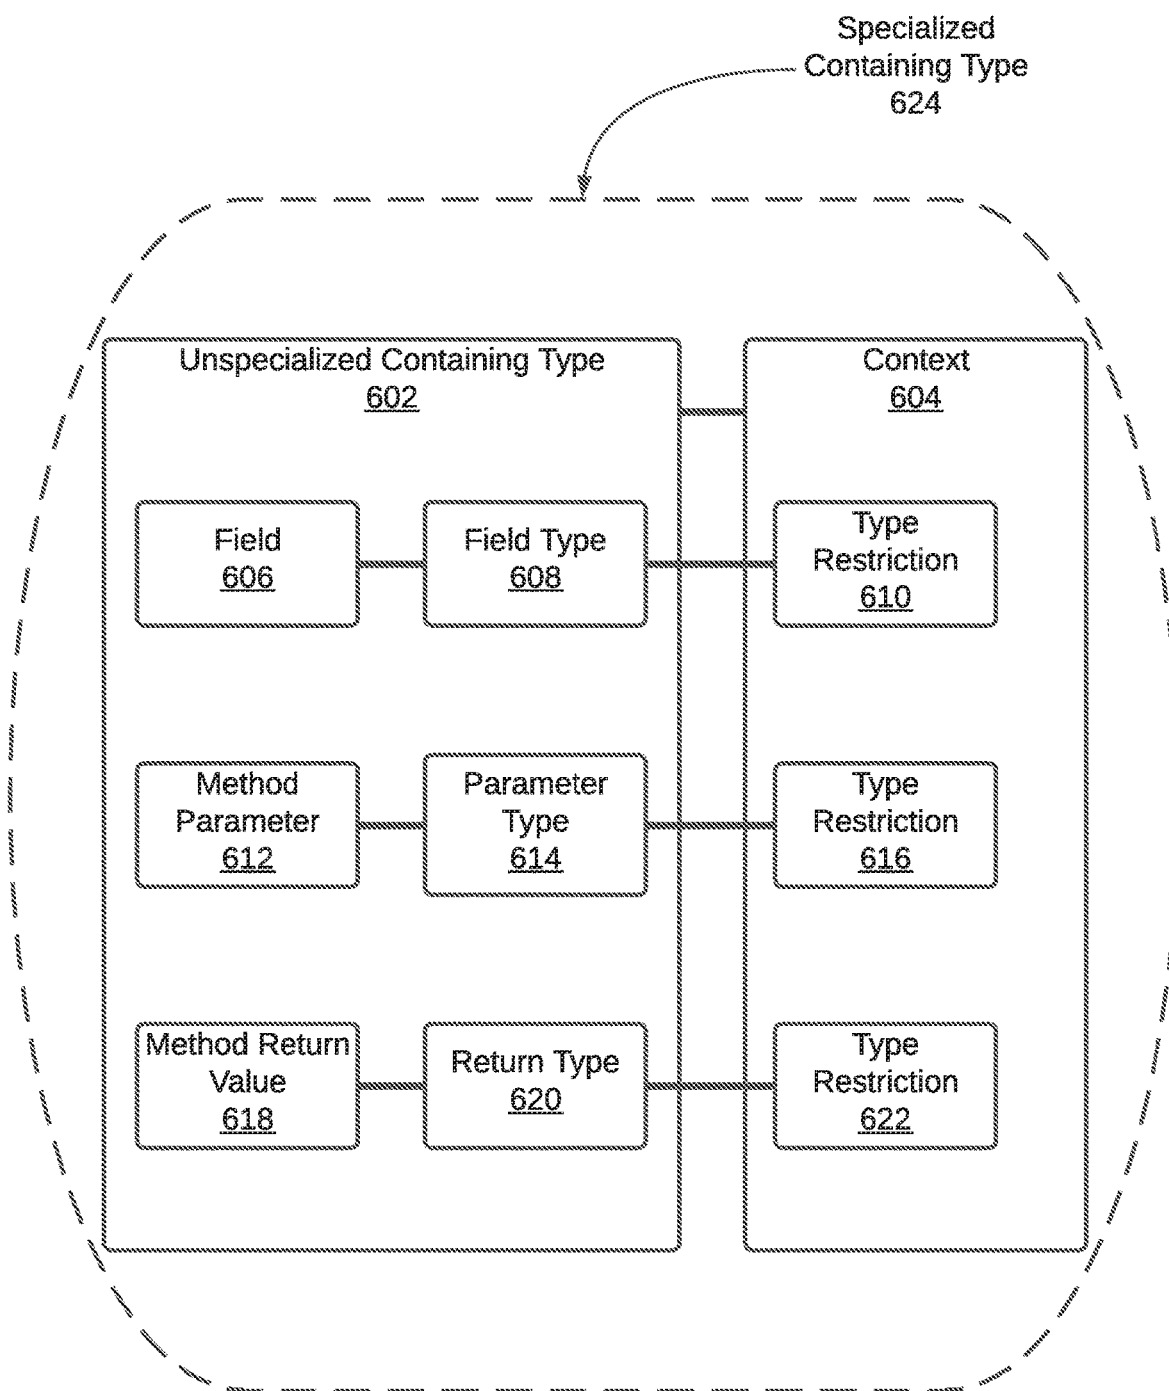 Specialized
Containing Type
624
Unspecialized Containing Type
602
Context
604
Field
606
Field Type
608
Type
Restriction
610
Method
Parameter
612
Parameter
Type
614
Type
Restriction
616
Method Return
Value
618
Return Type
620
Type
Restriction
622